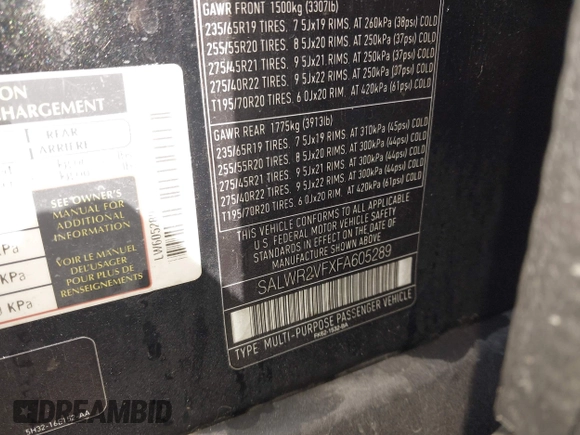 GAWR FRONT 1500kg (3307lb)
235/65R19 TIRES. 7 5Jx19 RIMS. AT 260kPa (38psi) COLD
255/55R20 TIRES. 8 5Jx20 RIMS. AT 250kPa (37psi) COLD
275/45R21 TIRES. 9 5Jx21 RIMS. AT 250kPa (37psi) COLD
275/40R22 TIRES. 9 5Jx22 RIMS. AT 250kPa (37psi) COLD
T195/70R20 TIRES. 6 0Jx20 RIM. AT 420kPa (61psi) COLD
GAWR REAR 1775kg (3913lb)
235/65R19 TIRES. 7 5Jx19 RIMS. AT 310kPa (45psi) COLD
255/55R20 TIRES. 8 5Jx20 RIMS. AT 300kPa (44psi) COLD
275/45R21 TIRES. 9 5Jx21 RIMS. AT 300kPa (44psi) COLD
275/40R22 TIRES. 9 5Jx22 RIMS. AT 300kPa (44psi) COLD
T195/70R20 TIRES. 6 0Jx20 RIM. AT 420kPa (61psi) COLD
THIS VEHICLE CONFORMS TO ALL APPLICABLE
U.S. FEDERAL MOTOR VEHICLE SAFETY STANDARDS
IN EFFECT ON THE DATE OF
MANUFACTURE SHOWN ABOVE.
SALWR2VFXFA605289
TYPE MULTI-PURPOSE PASSENGER VEHICLE
REAR
ARRIÈRE
SEE OWNER'S
MANUAL FOR
ADDITIONAL
INFORMATION
VOIR LE MANUEL
DE L'USAGER
POUR PLUS DE
RENSEIGNEMENTS
KPa
KPa
DREAMBID